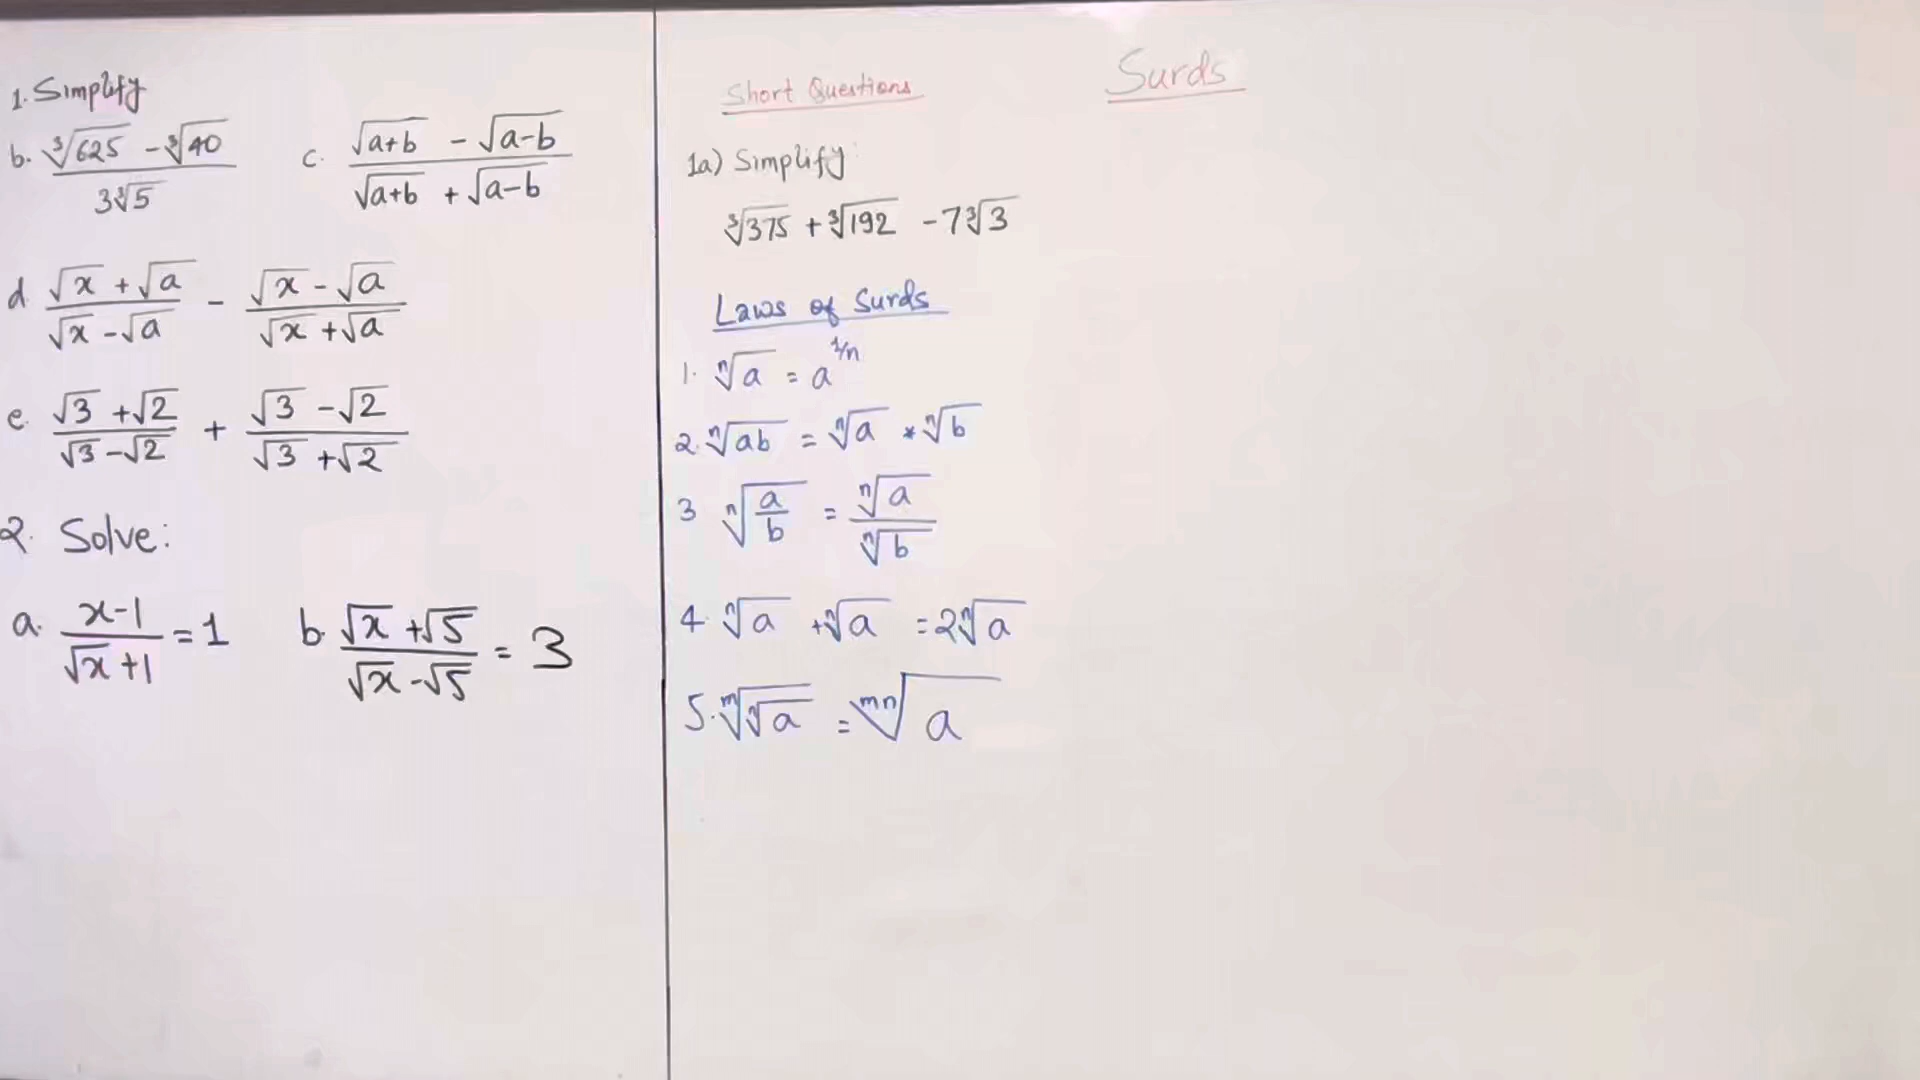 1. Simplify
b. (∛625 - ∛40) / 3∛5
c. (√(a+b) - √(a-b)) / (√(a+b) + √(a-b))
d (√x + √a) / (√x - √a) - (√x - √a) / (√x + √a)
e. (√3 + √2) / (√3 - √2) + (√3 - √2) / (√3 + √2)
2. Solve:
a. (x-1) / (√x + 1) = 1
b. (√x + √5) / (√x - √5) = 3
Surds
Short Questions
1a) Simplify:
∛375 + ∛192 - 7∛3
Laws of Surds
1. ⁿ√a = a^(1/n)
2. ⁿ√(ab) = ⁿ√a * ⁿ√b
3 ⁿ√(a/b) = ⁿ√a / ⁿ√b
4. ⁿ√a + ⁿ√a = 2ⁿ√a
5. ᵐ√(ⁿ√a) = ᵐⁿ√a